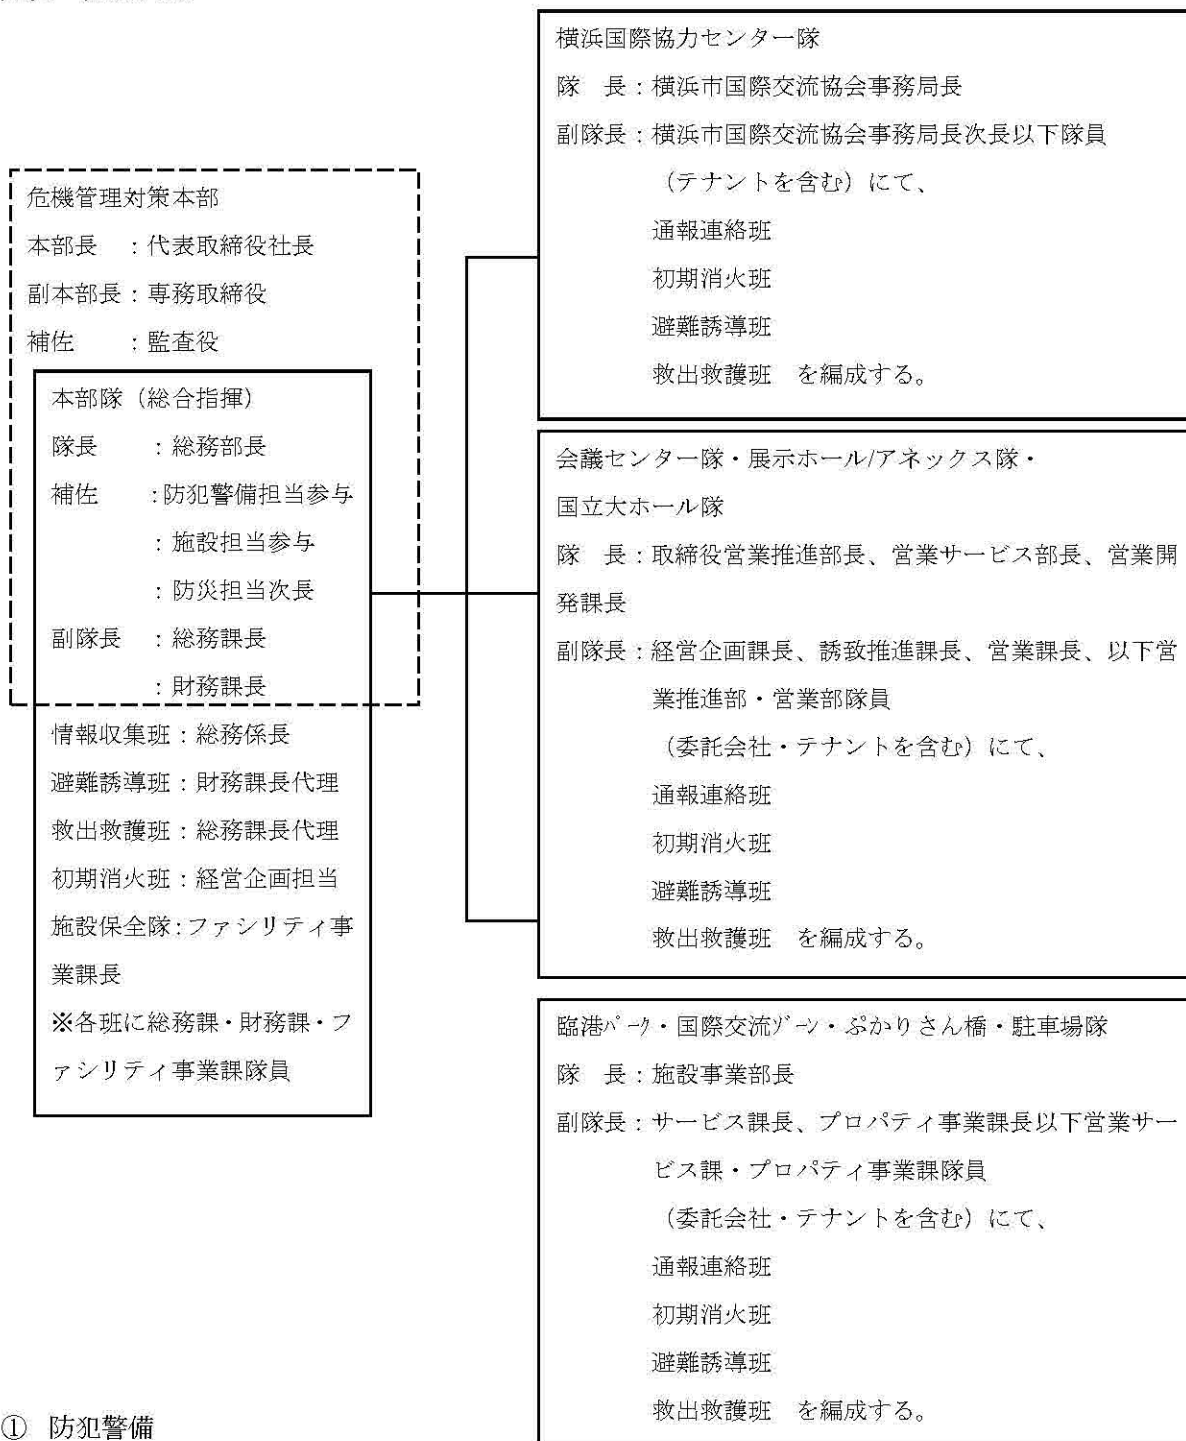 危機管理対策本部
本部長　：代表取締役社長
副本部長：専務取締役
補佐　　：監査役
本部隊（総合指揮）
隊長　　：総務部長
補佐　　：防犯警備担当参与
：施設担当参与
：防災担当次長
副隊長　：総務課長
：財務課長
情報収集班：総務係長
避難誘導班：財務課長代理
救出救護班：総務課長代理
初期消火班：経営企画担当
施設保全隊：ファシリティ事
業課長
※各班に総務課・財務課・フ
ァシリティ事業課隊員
横浜国際協力センター隊
隊　長：横浜市国際交流協会事務局長
副隊長：横浜市国際交流協会事務局長次長以下隊員
（テナントを含む）にて、
通報連絡班
初期消火班
避難誘導班
救出救護班　を編成する。
会議センター隊・展示ホール/アネックス隊・
国立大ホール隊
隊　長：取締役営業推進部長、営業サービス部長、営業開
発課長
副隊長：経営企画課長、誘致推進課長、営業課長、以下営
業推進部・営業部隊員
（委託会社・テナントを含む）にて、
通報連絡班
初期消火班
避難誘導班
救出救護班　を編成する。
臨港ﾊﾟｰｸ・国際交流ｿﾞｰﾝ・ぷかりさん橋・駐車場隊
隊　長：施設事業部長
副隊長：サービス課長、プロパティ事業課長以下営業サー
ビス課・プロパティ事業課隊員
（委託会社・テナントを含む）にて、
通報連絡班
初期消火班
避難誘導班
救出救護班　を編成する。
① 防犯警備